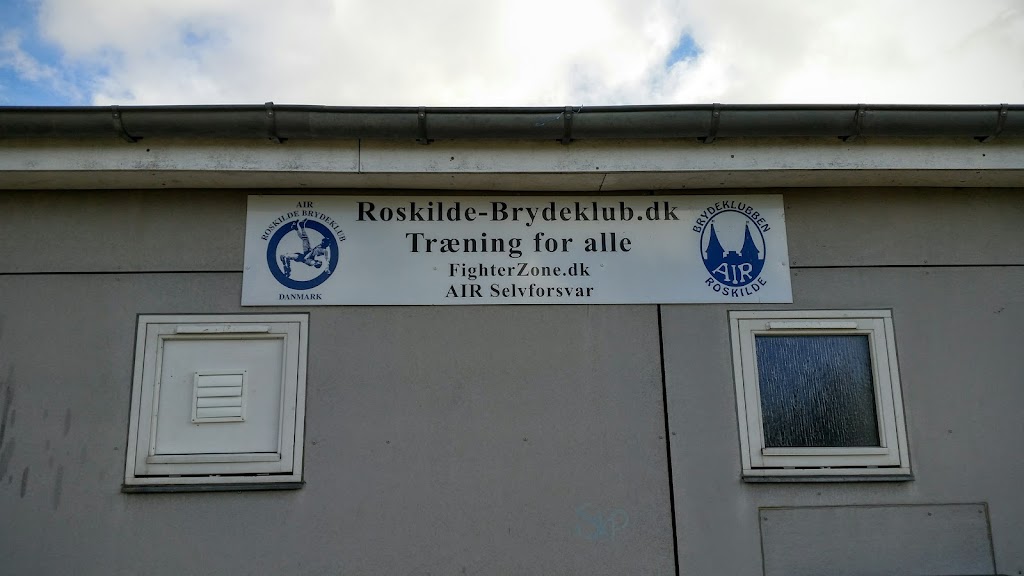 AIR
ROSKILDE BRYDEKLUB
DANMARK
Roskilde-Brydeklub.dk
Træning for alle
FighterZone.dk
AIR Selvforsvar
BRYDEKLUBBEN
AIR
ROSKILDE